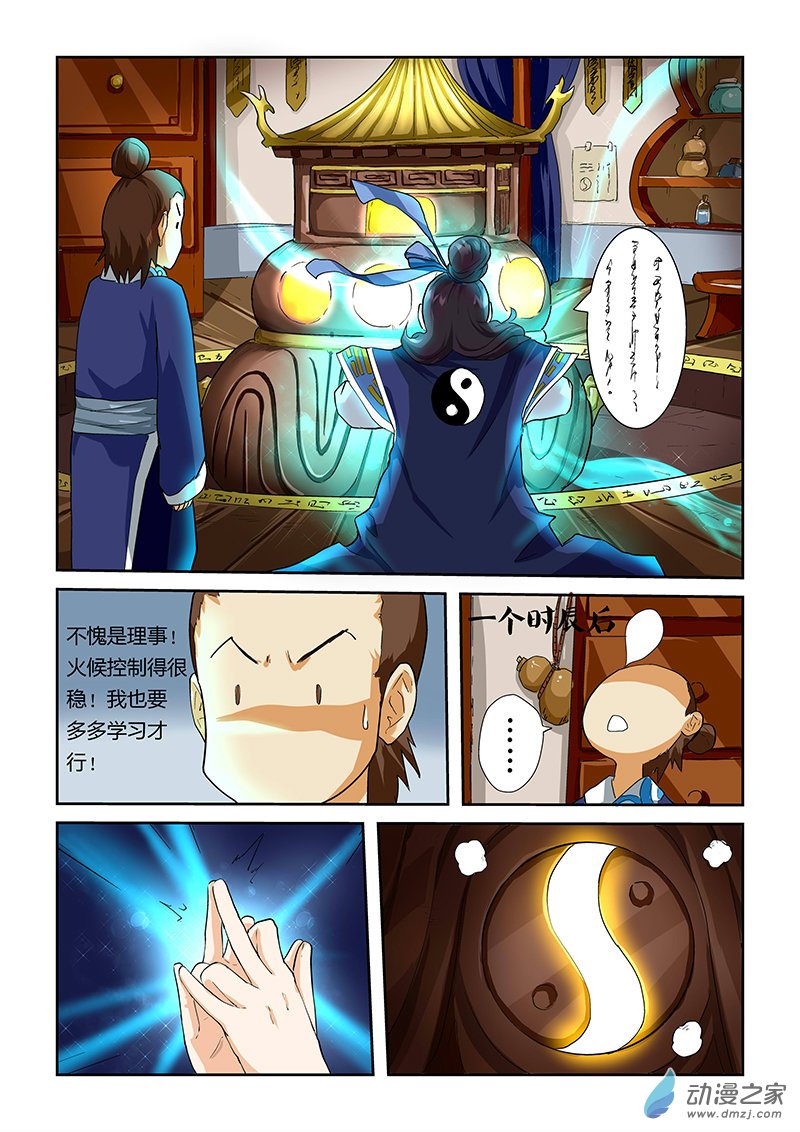 不愧是理事！
火候控制得很
稳！我也要
多多学习才
行！
一个时辰后
……
动漫之家
www.dmzj.com